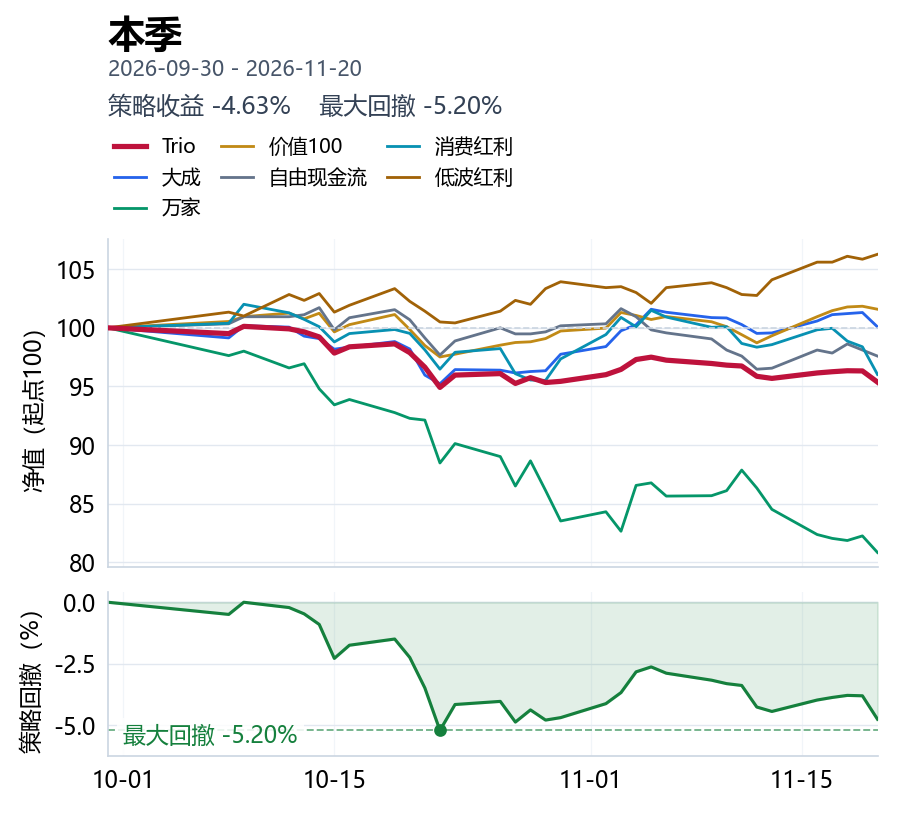 本季
2026-09-30 - 2026-11-20
策略收益 -4.63% 最大回撤 -5.20%
Trio 价值100 消费红利
大成 自由现金流 低波红利
万家
净值（起点100）
105
100
95
90
85
80
策略回撤（%）
0.0
-2.5
-5.0
最大回撤 -5.20%
10-01 10-15 11-01 11-15